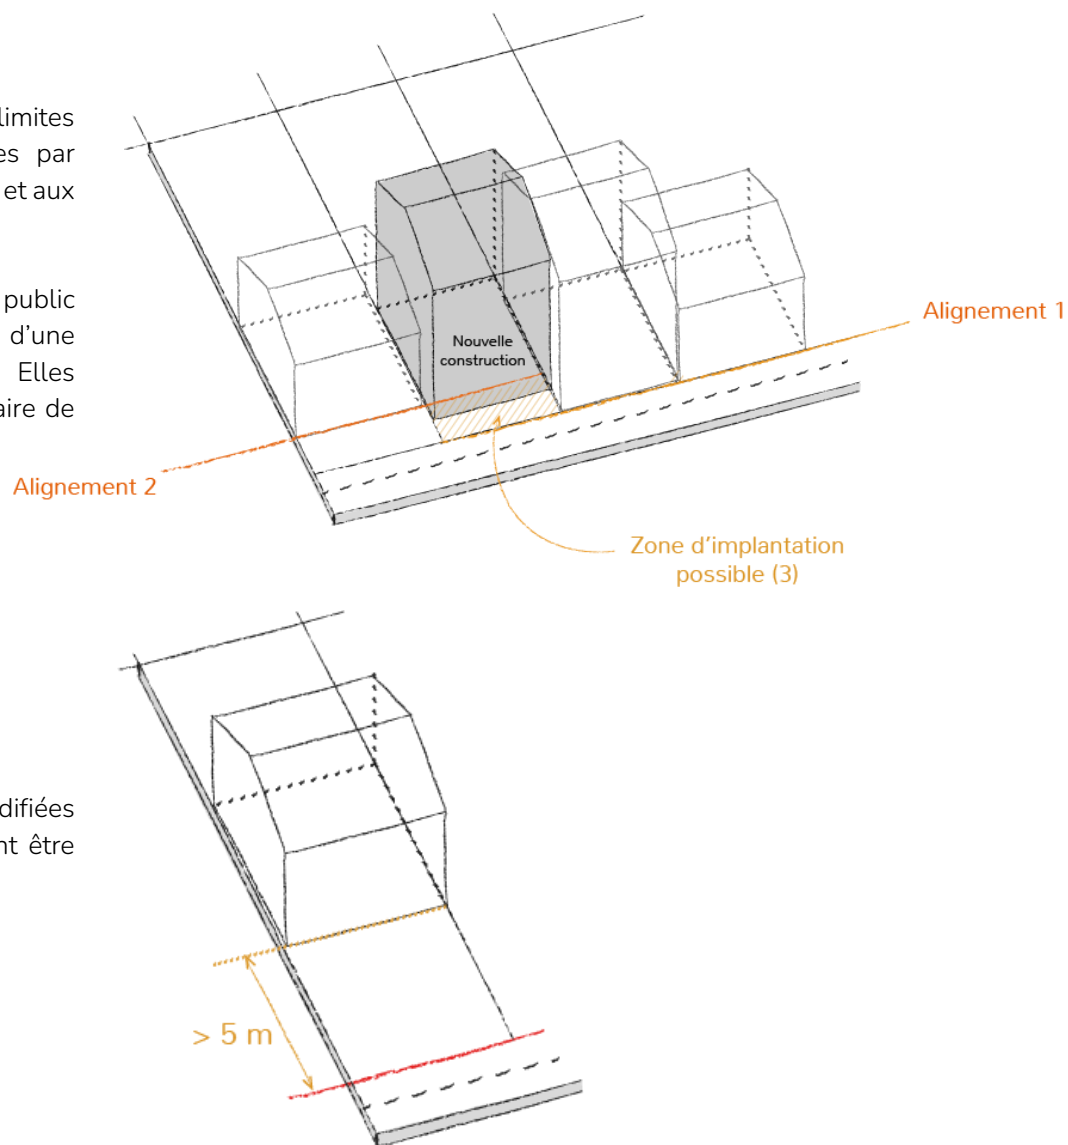 limites
es par
et aux
public
d’une
Elles
aire de
Nouvelle
construction
Alignement 1
Alignement 2
Zone d’implantation
possible (3)
difiées
nt être
> 5 m